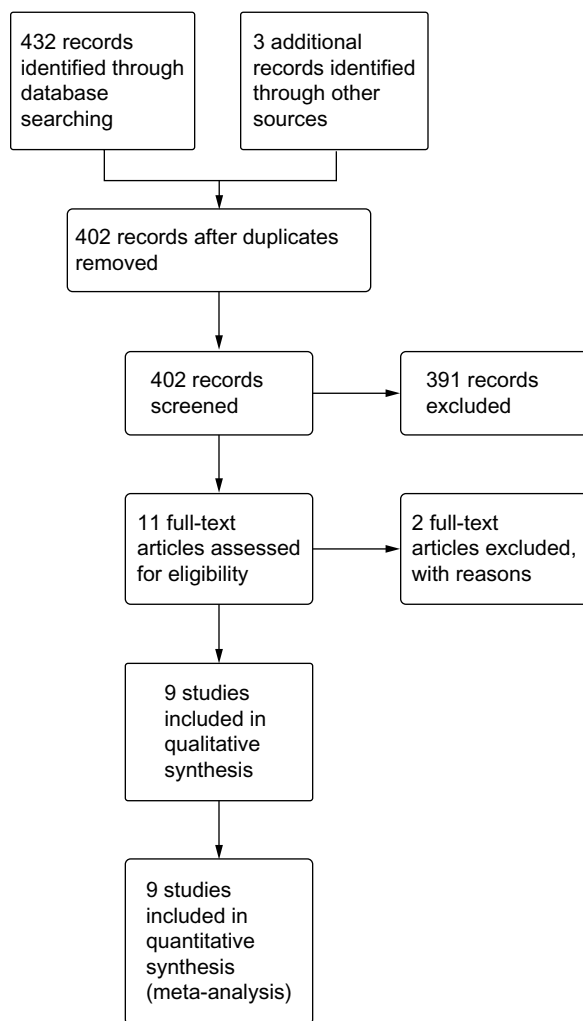 432 records
identified through
database
searching
3 additional
records identified
through other
sources
402 records after duplicates
removed
402 records
screened
391 records
excluded
11 full-text
articles assessed
for eligibility
2 full-text
articles excluded,
with reasons
9 studies
included in
qualitative
synthesis
9 studies
included in
quantitative
synthesis
(meta-analysis)